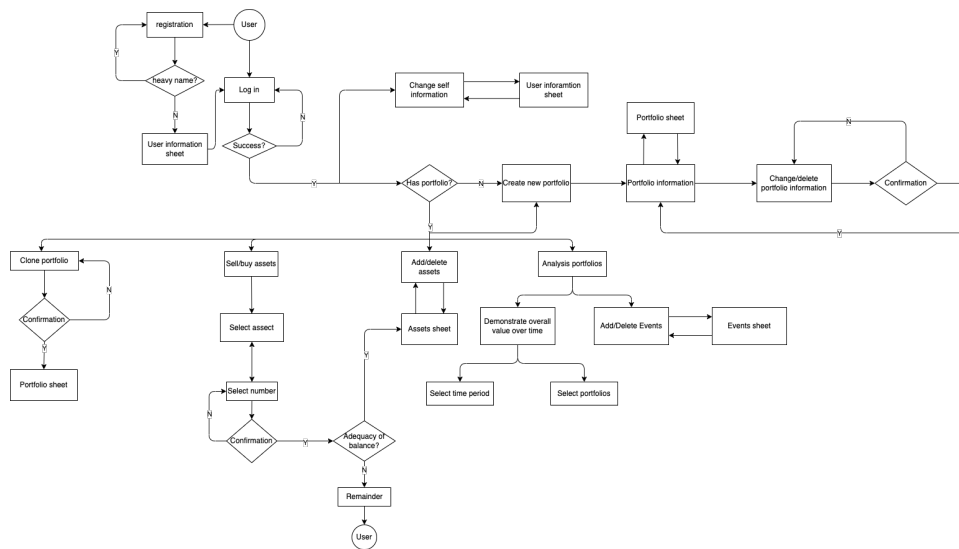 registration
User
Y
heavy name?
Log in
Change self
information
User inforamtion
sheet
N
N
User information
sheet
Success?
Portfolio sheet
N
Y
Has portfolio?
N
Create new portfolio
Portfolio information
Change/delete
portfolio information
Confirmation
Y
Y
Clone portfolio
Sell/buy assets
Add/delete
assets
Analysis portfolios
N
Confirmation
Select assect
Assets sheet
Demonstrate overall
value over time
Add/Delete Events
Events sheet
Y
Y
Portfolio sheet
Select number
Select time period
Select portfolios
N
Confirmation
Y
Adequacy of
balance?
N
Remainder
User